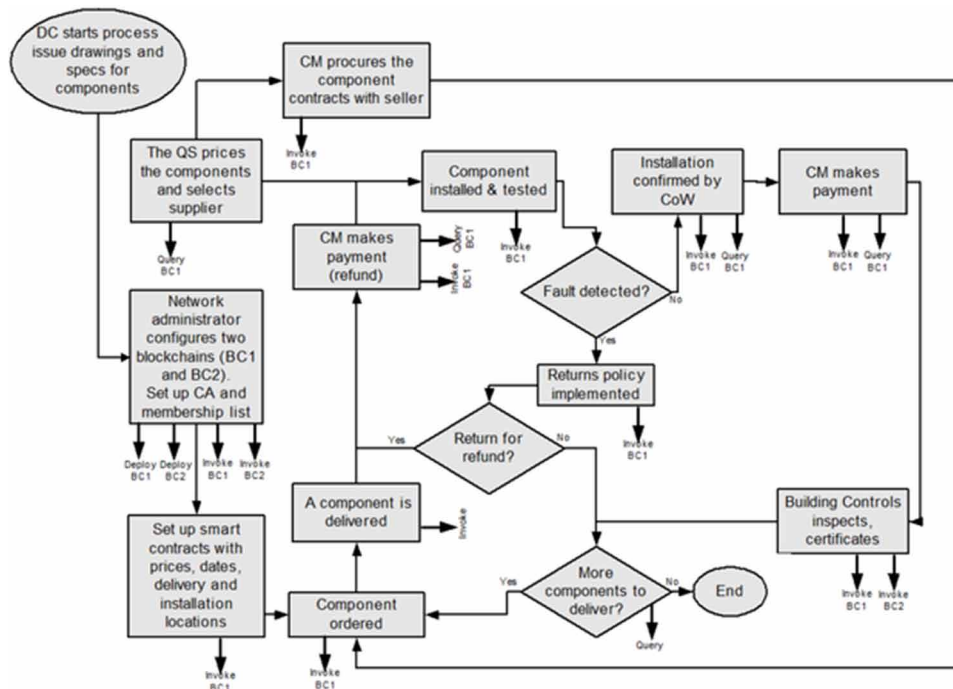 DC starts process
issue drawings and
specs for
components
CM procures the
component
contracts with seller
Invoke
BC1
The QS prices
the components
and selects
supplier
Query
BC1
Component
installed & tested
Invoke
BC1
Installation
confirmed by
CoW
Invoke
BC1
Query
BC1
CM makes
payment
Invoke
BC1
Query
BC1
CM makes
payment
(refund)
Query
BC1
Invoke
BC1
Fault detected?
No
Yes
Network
administrator
configures two
blockchains (BC1
and BC2).
Set up CA and
membership list
Deploy
BC1
Deploy
BC2
Invoke
BC1
Invoke
BC2
Returns policy
implemented
Invoke
BC1
Return for
refund?
Yes
No
A component is
delivered
Invoke
Building Controls
inspects,
certificates
Invoke
BC1
Invoke
BC2
Set up smart
contracts with
prices, dates,
delivery and
installation
locations
Invoke
BC1
Component
ordered
Invoke
BC1
More
components to
deliver?
Yes
No
Query
End